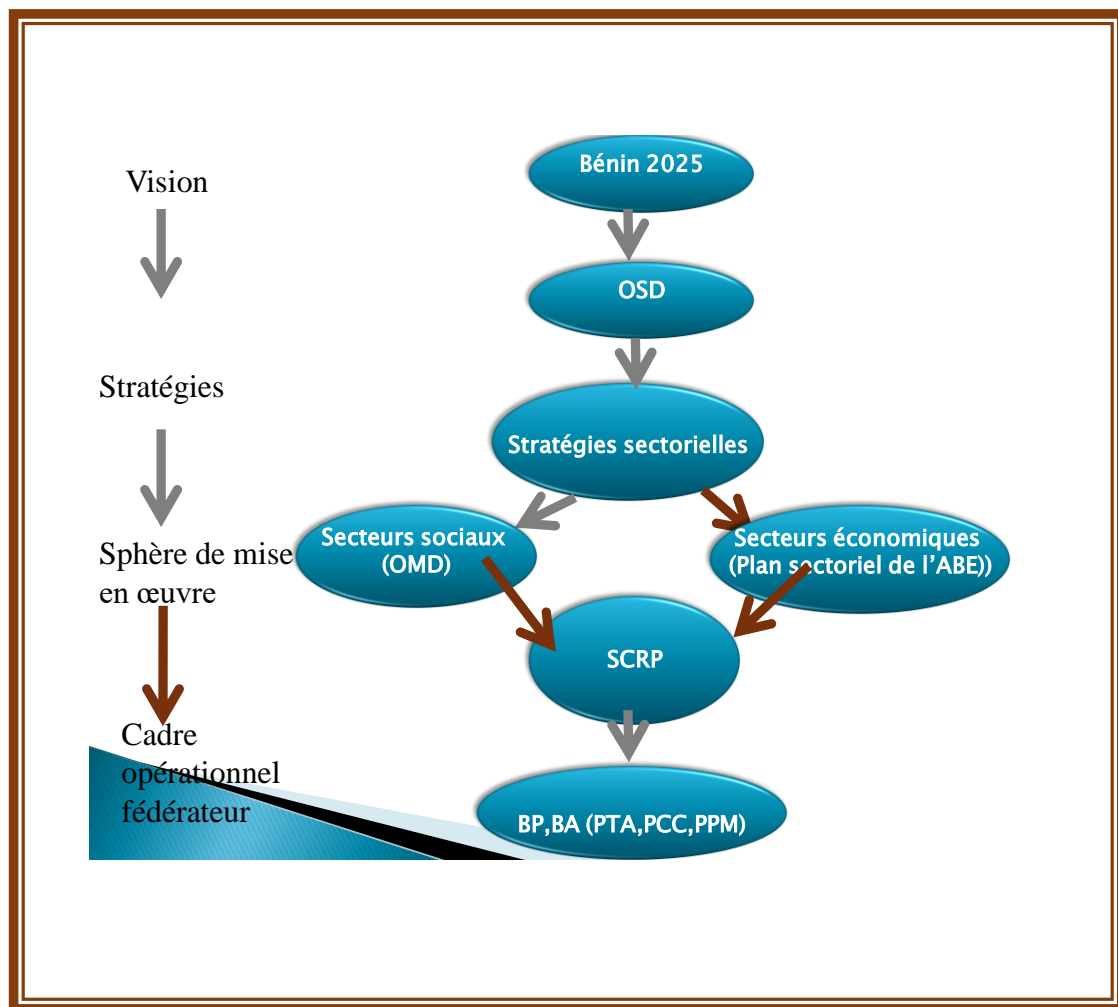 Bénin 2025
Vision
OSD
Stratégies
Stratégies sectorielles
Secteurs sociaux
(OMD)
Secteurs économiques
(Plan sectoriel de l’ABE))
Sphère de mise
en œuvre
SCRP
Cadre
opérationnel
fédérateur
BP,BA (PTA,PCC,PPM)